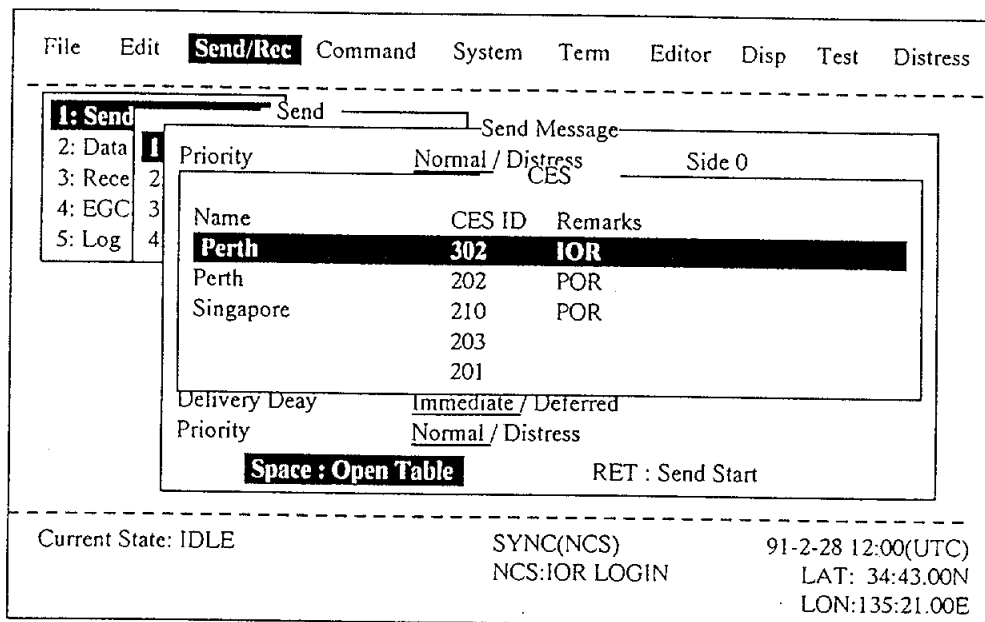 File Edit Send/Rec Command System Term Editor Disp Test Distress
Send
1: Send
Send Message
2: Data 1 Priority Normal / Distress Side 0
CES
3: Rece 2
4: EGC 3 Name CES ID Remarks
5: Log 4 Perth 302 IOR
Perth 202 POR
Singapore 210 POR
203
201
Delivery Deay Immediate / Deferred
Priority Normal / Distress
Space : Open Table RET : Send Start
Current State: IDLE SYNC(NCS) 91-2-28 12:00(UTC)
NCS:IOR LOGIN LAT: 34:43.00N
LON:135:21.00E